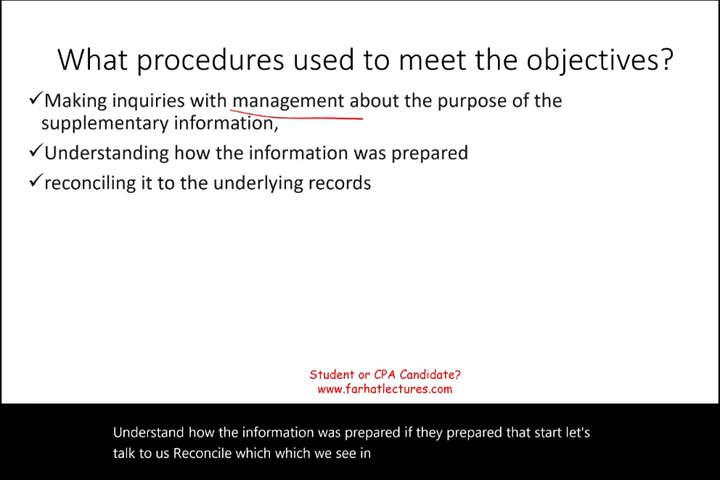 What procedures used to meet the objectives?
✓Making inquiries with management about the purpose of the
supplementary information,
✓Understanding how the information was prepared
✓reconciling it to the underlying records
Student or CPA Candidate?
www.farhatlectures.com
Understand how the information was prepared if they prepared that start let's
talk to us Reconcile which which we see in